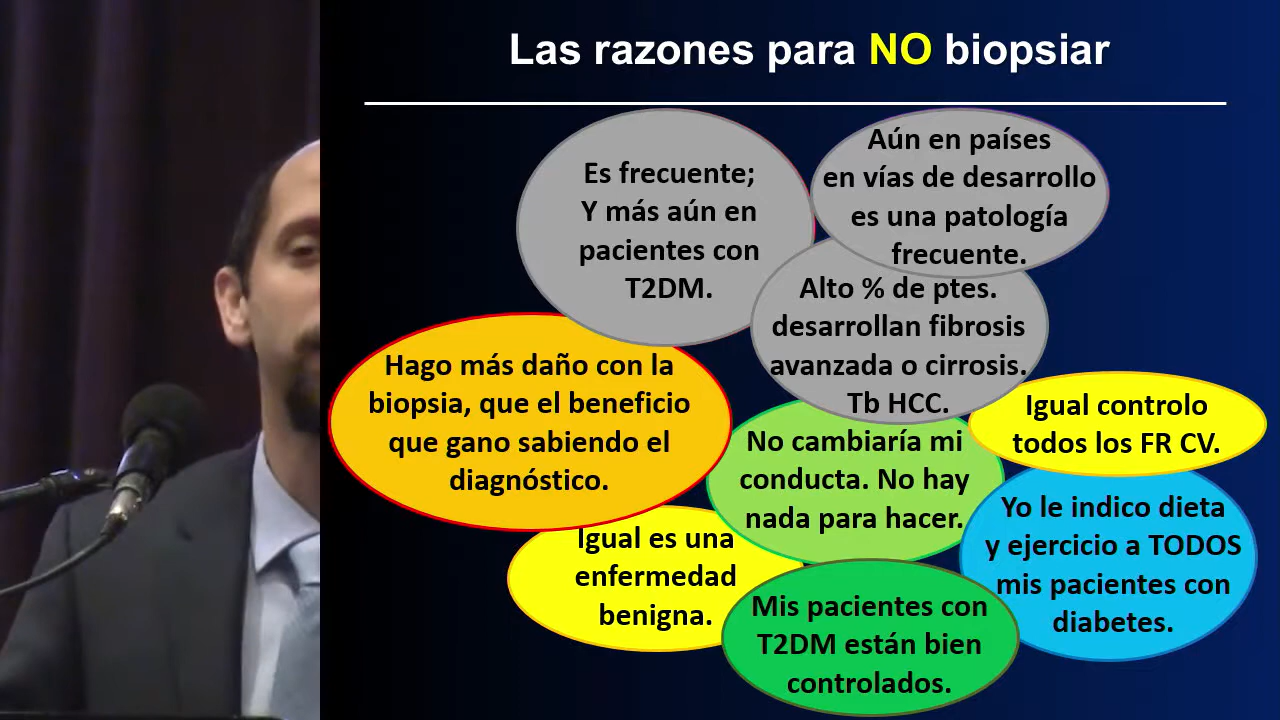 Las razones para NO biopsiar
Es frecuente;
Y más aún en
pacientes con
T2DM.
Aún en países
en vías de desarrollo
es una patología
frecuente.
Alto % de ptes.
desarrollan fibrosis
avanzada o cirrosis.
Tb HCC.
Hago más daño con la
biopsia, que el beneficio
que gano sabiendo el
diagnóstico.
Igual controlo
todos los FR CV.
No cambiaría mi
conducta. No hay
nada para hacer.
Yo le indico dieta
y ejercicio a TODOS
mis pacientes con
diabetes.
Igual es una
enfermedad
benigna.
Mis pacientes con
T2DM están bien
controlados.